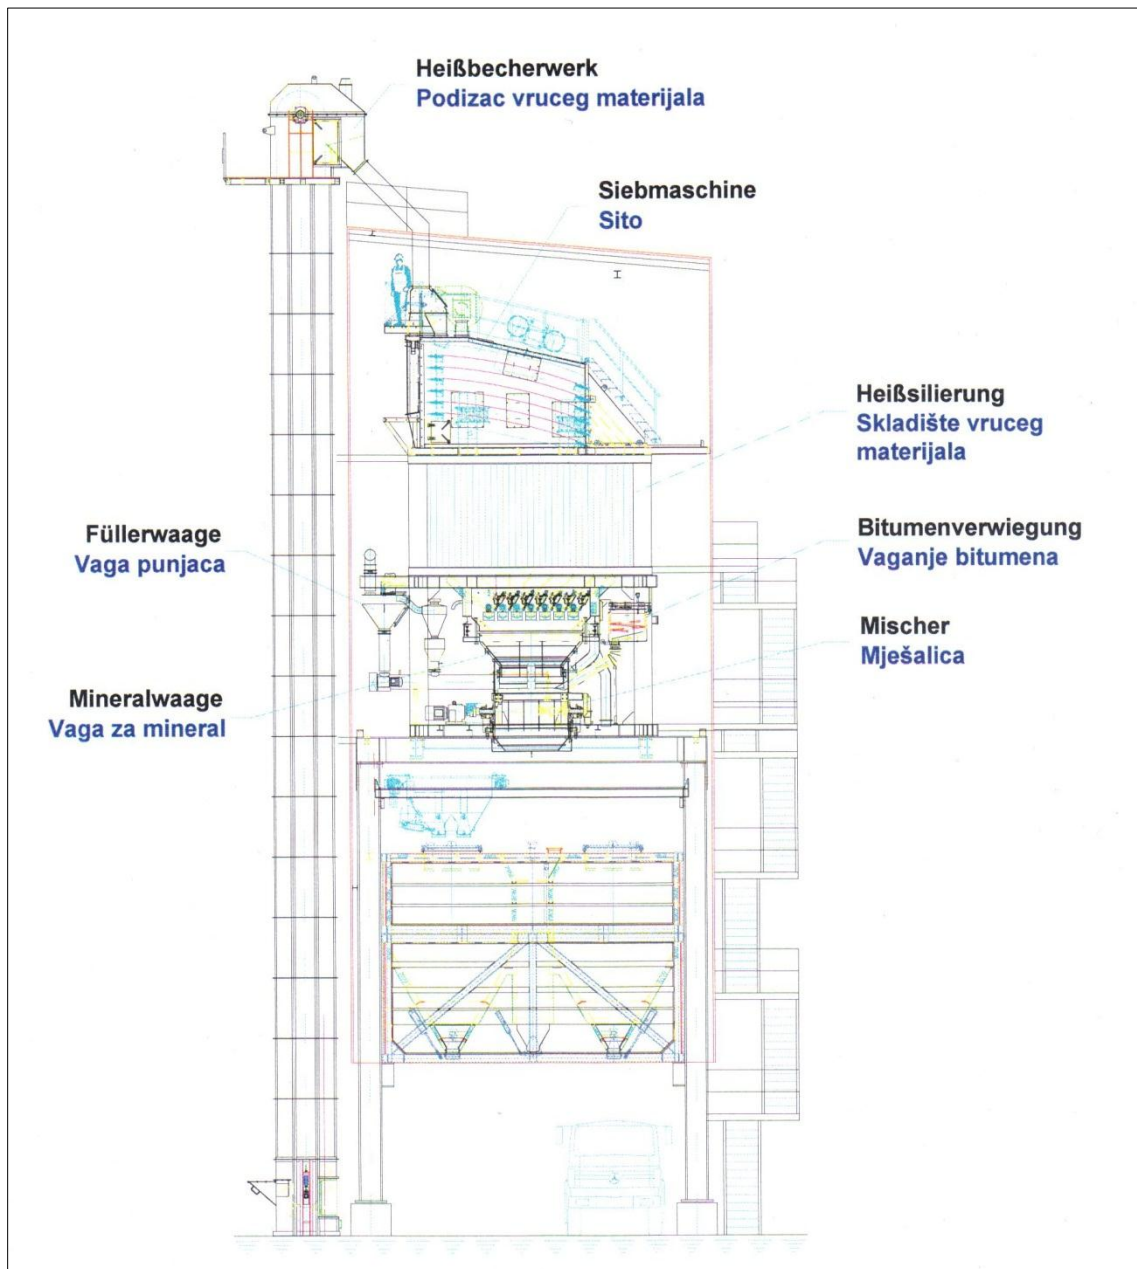 Heißbecherwerk
Podizac vruceg materijala
Siebmaschine
Sito
Heißsilierung
Skladište vruceg
materijala
Füllerwaage
Vaga punjaca
Bitumenverwiegung
Vaganje bitumena
Mischer
Mješalica
Mineralwaage
Vaga za mineral